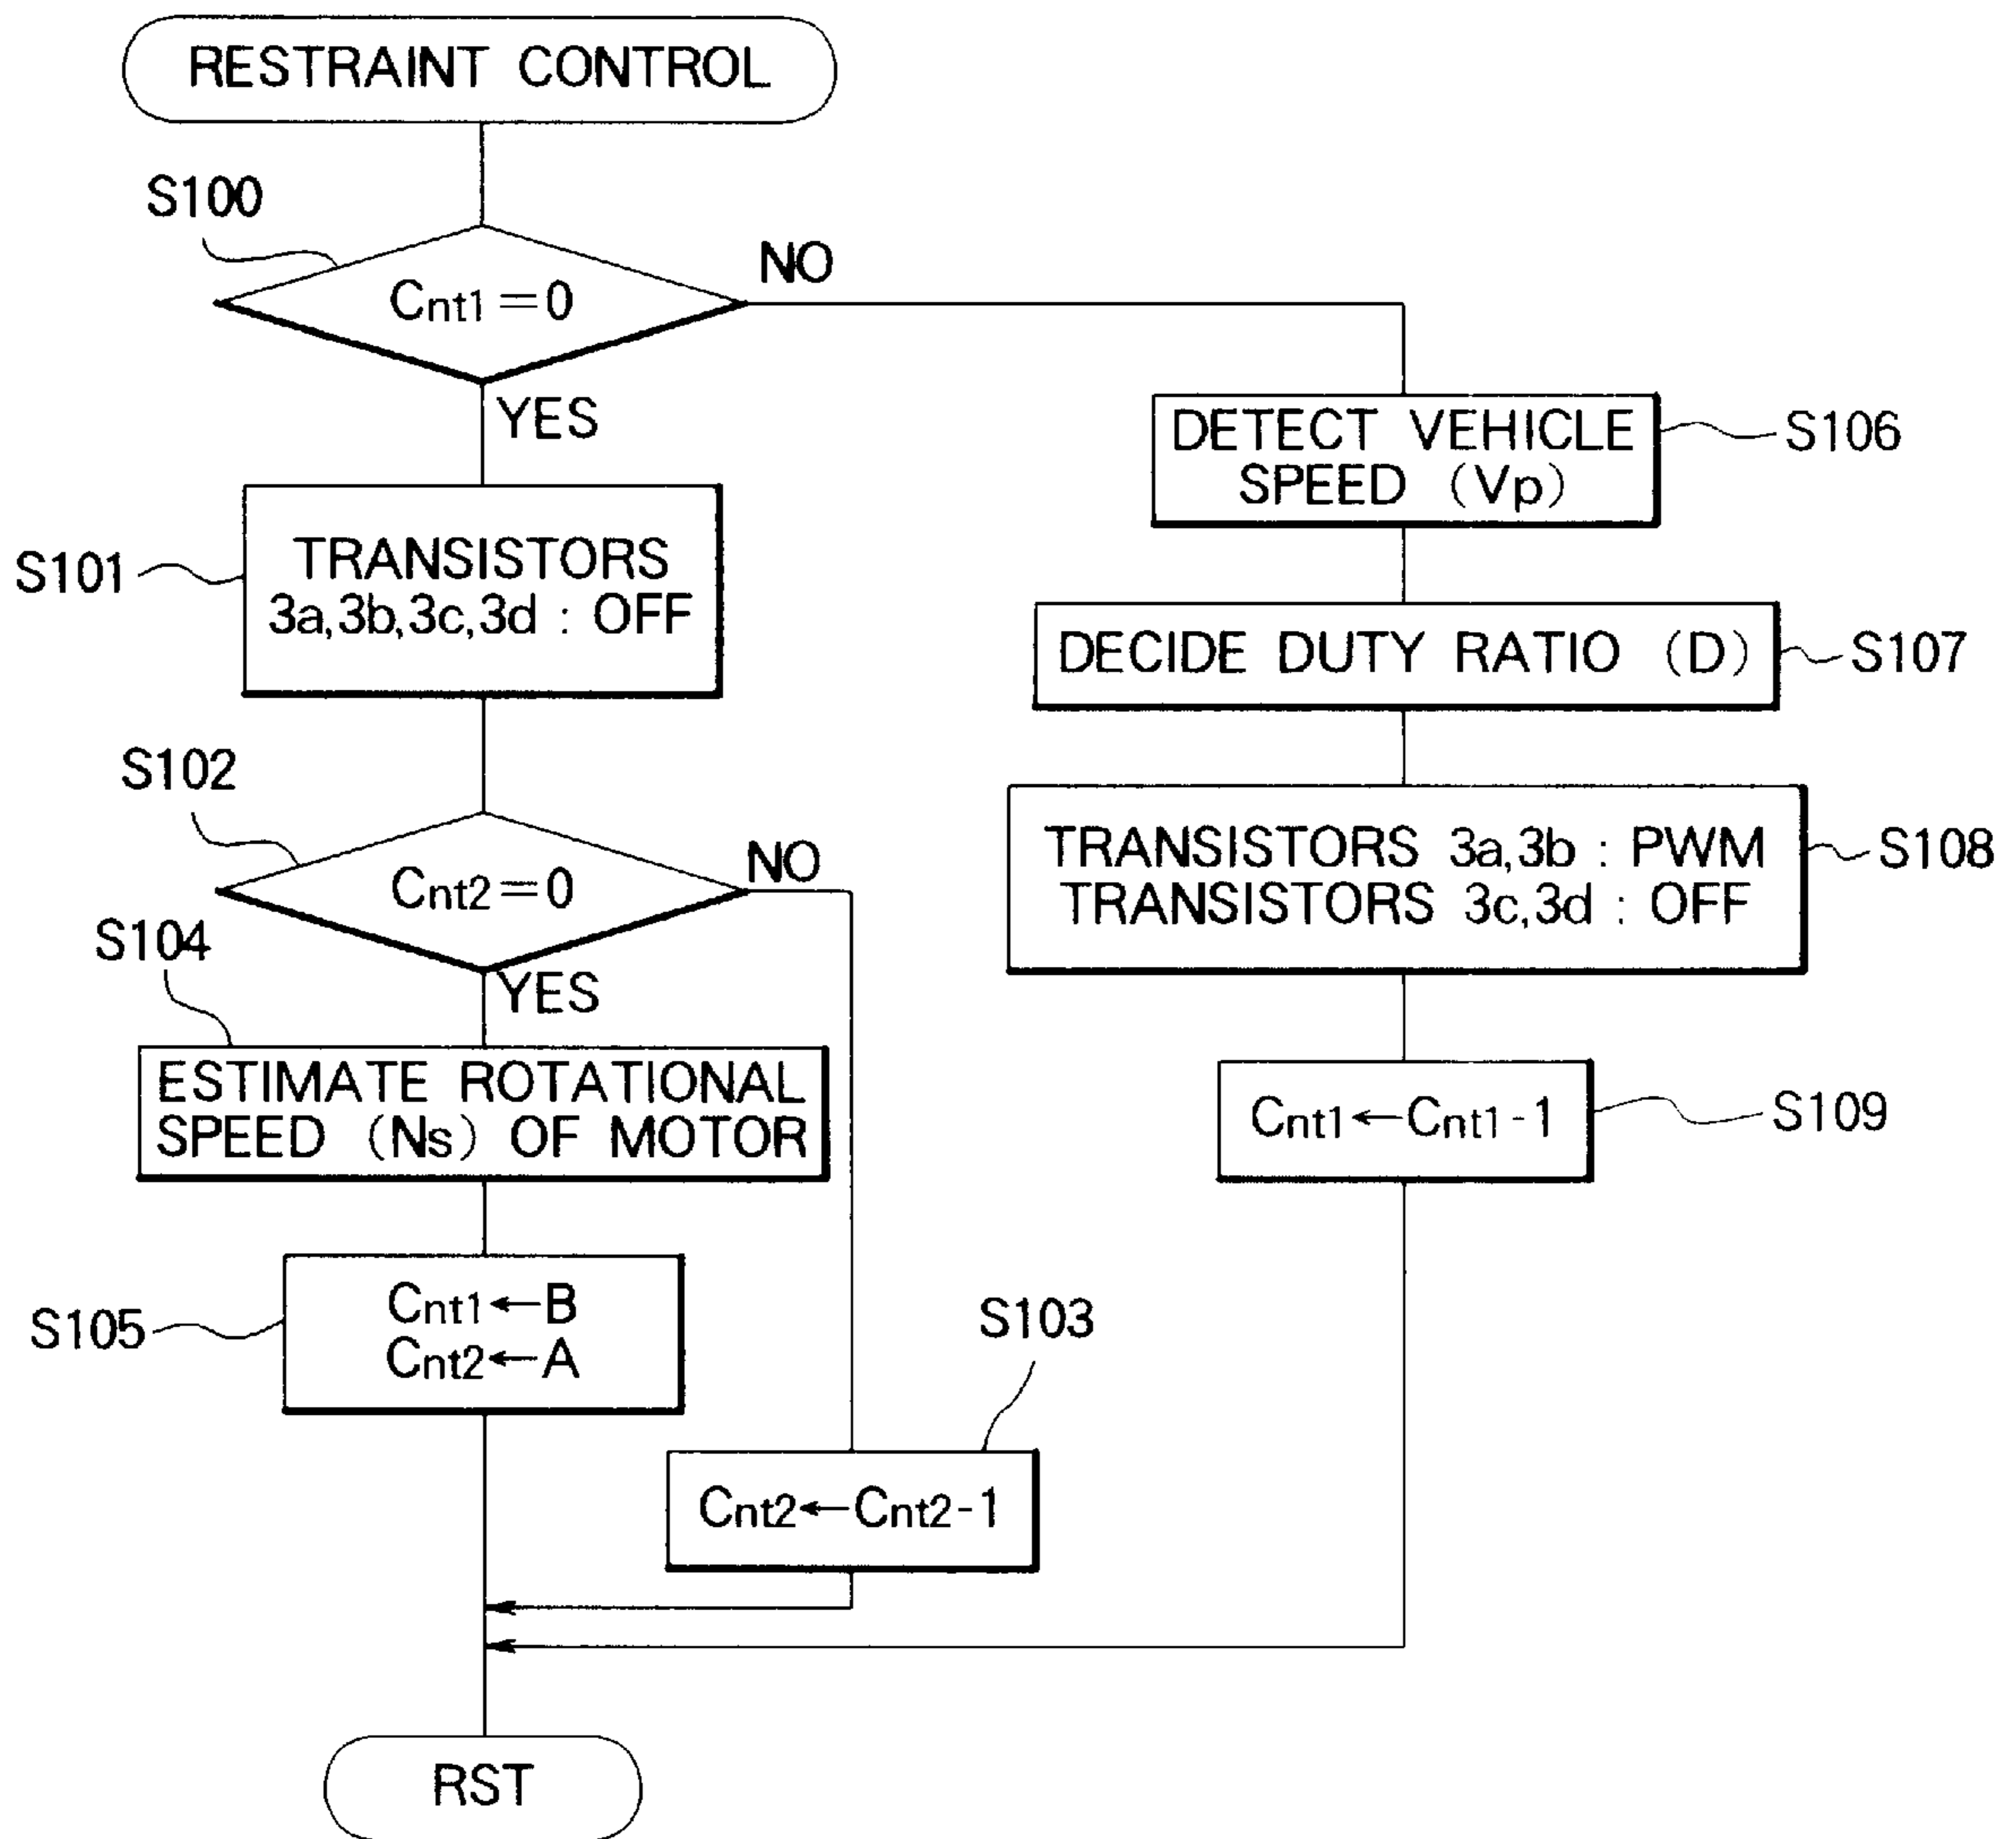 RESTRAINT CONTROL
S100
Cnt1=0
NO
YES
S101
TRANSISTORS
3a,3b,3c,3d : OFF
S102
Cnt2=0
NO
YES
S104
ESTIMATE ROTATIONAL
SPEED (Ns) OF MOTOR
S105
Cnt1←B
Cnt2←A
S103
Cnt2←Cnt2-1
DETECT VEHICLE
SPEED (Vp)
S106
DECIDE DUTY RATIO (D)
S107
TRANSISTORS 3a,3b : PWM
TRANSISTORS 3c,3d : OFF
S108
Cnt1←Cnt1-1
S109
RST